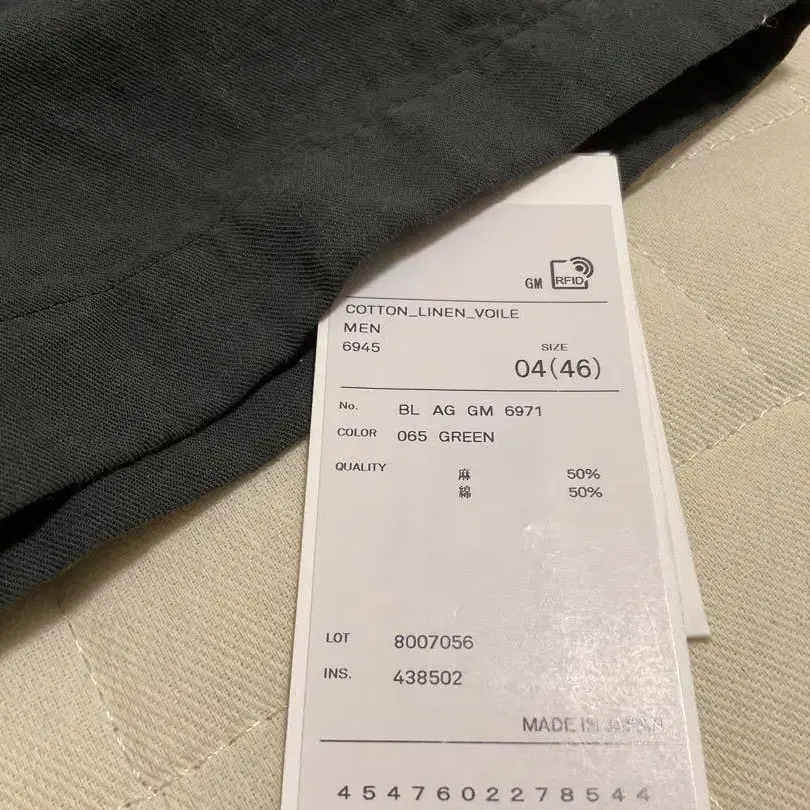 GM RFID
COTTON_LINEN_VOILE
MEN
6945 SIZE
04(46)
No. BL AG GM 6971
COLOR 065 GREEN
QUALITY 麻 50%
綿 50%
LOT 8007056
INS. 438502
MADE IN JAPAN
4547602278544